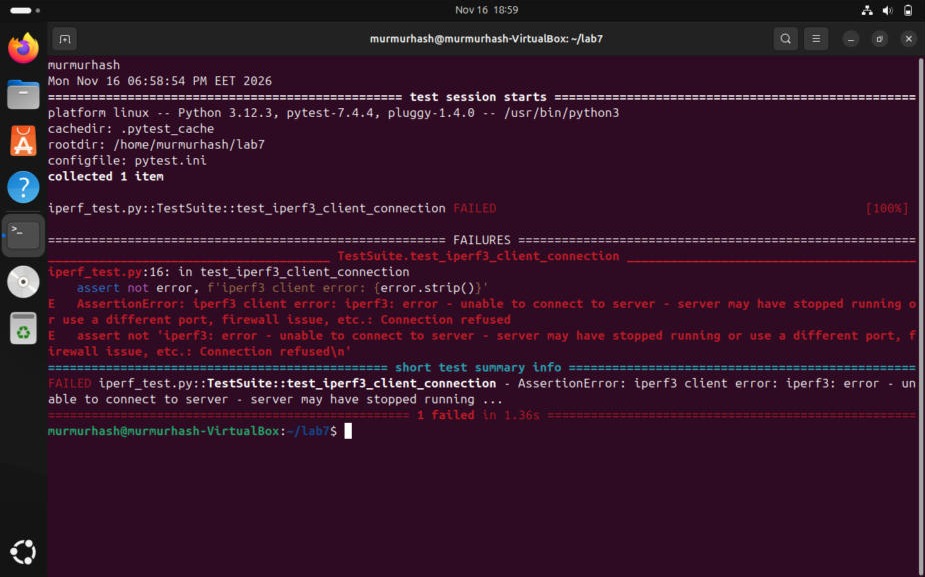 Nov 16 18:59
murmurhash@murmurhash-VirtualBox: ~/lab7
murmurhash
Mon Nov 16 06:58:54 PM EET 2026
================================================= test session starts ==================================================
platform linux -- Python 3.12.3, pytest-7.4.4, pluggy-1.4.0 -- /usr/bin/python3
cachedir: .pytest_cache
rootdir: /home/murmurhash/lab7
configfile: pytest.ini
collected 1 item
iperf_test.py::TestSuite::test_iperf3_client_connection FAILED [100%]
======================================================= FAILURES =======================================================
_______________________________________ TestSuite.test_iperf3_client_connection ________________________________________
iperf_test.py:16: in test_iperf3_client_connection
assert not error, f'iperf3 client error: {error.strip()}'
E AssertionError: iperf3 client error: iperf3: error - unable to connect to server - server may have stopped running o
r use a different port, firewall issue, etc.: Connection refused
E assert not 'iperf3: error - unable to connect to server - server may have stopped running or use a different port, f
irewall issue, etc.: Connection refused\n'
=============================================== short test summary info ================================================
FAILED iperf_test.py::TestSuite::test_iperf3_client_connection - AssertionError: iperf3 client error: iperf3: error - un
able to connect to server - server may have stopped running ...
================================================== 1 failed in 1.36s ===================================================
murmurhash@murmurhash-VirtualBox:~/lab7$